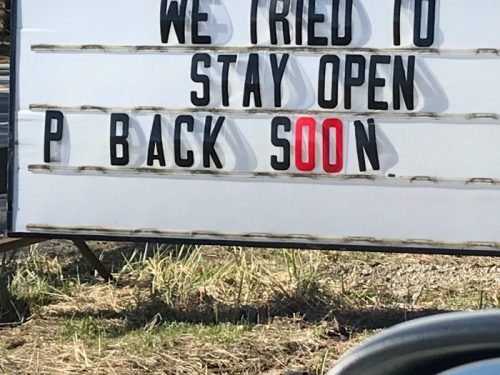 WE TRIED TO
STAY OPEN
P BACK SOON